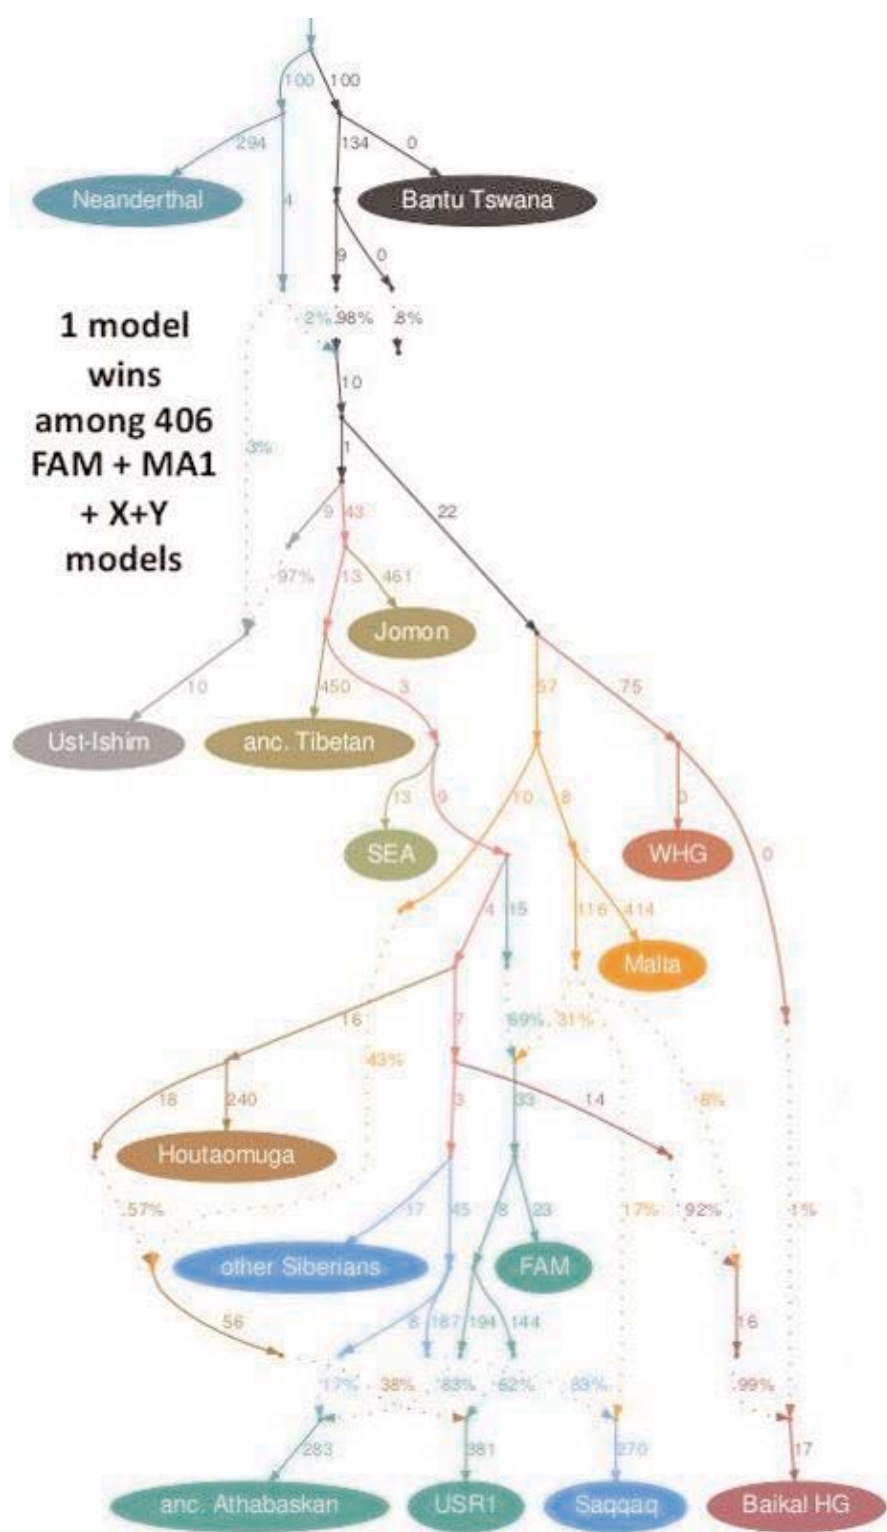 100 100
294 134 0
Neanderthal 4 Bantu Tswana
9 0
2% 98% 8%
1 model
wins
among 406
FAM + MA1
+ X+Y
models
10
3% 1
9 43 22
97% 13 461
Jomon
10 450 3 57 75
Ust-Ishim anc. Tibetan
13 9 10 8 0
SEA WHG 0
4 15 116 414
Malta
16 7 69% 31%
43%
18 240 3 33 14 8%
Houtaomuga
57% 17 45 8 23 17% 92% 1%
other Siberians FAM
56 8 187 194 144 16
17% 38% 83% 62% 83% 99%
283 381 270 17
anc. Athabaskan USR1 Saqqaq Baikal HG